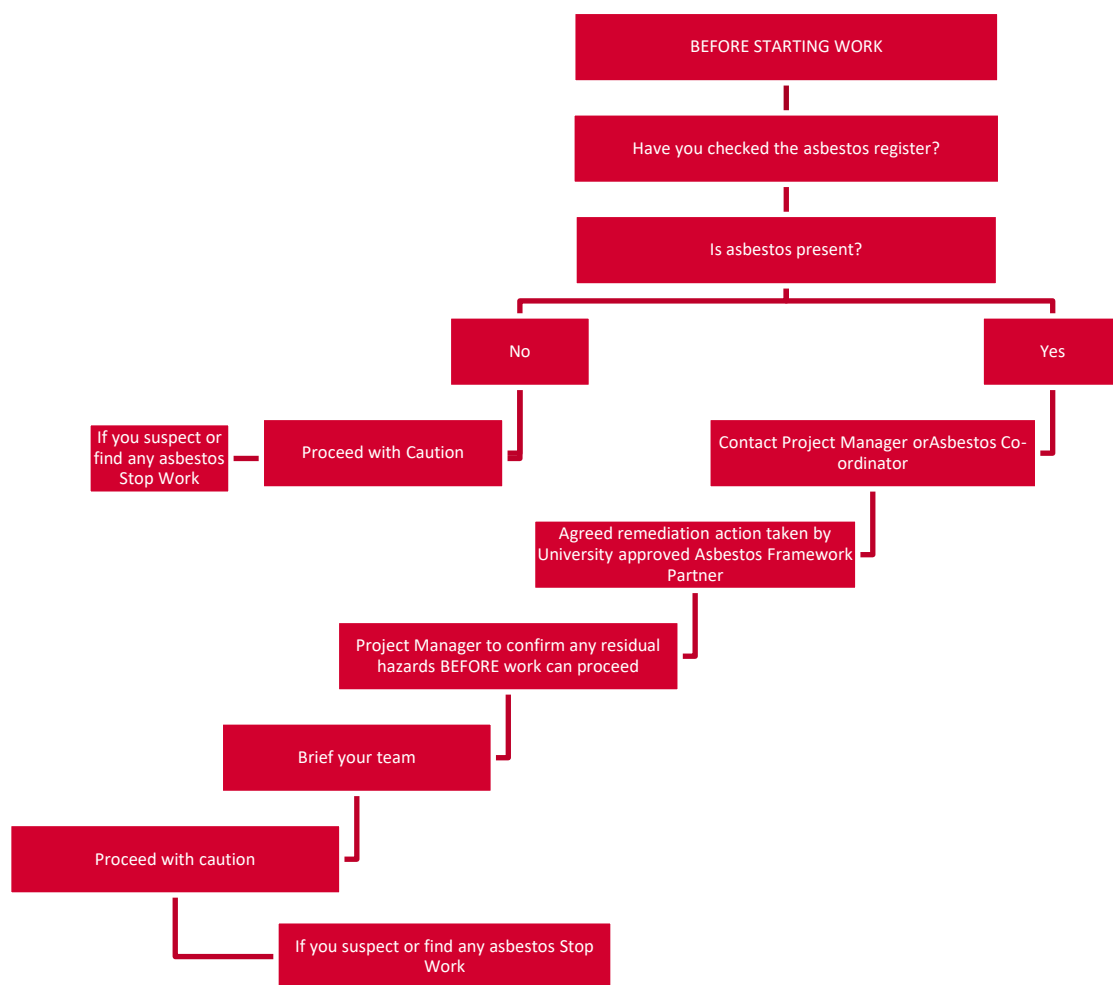 BEFORE STARTING WORK
Have you checked the asbestos register?
Is asbestos present?
No
Yes
If you suspect or
find any asbestos
Stop Work
Proceed with Caution
Contact Project Manager orAsbestos Co-
ordinator
Agreed remediation action taken by
University approved Asbestos Framework
Partner
Project Manager to confirm any residual
hazards BEFORE work can proceed
Brief your team
Proceed with caution
If you suspect or find any asbestos Stop
Work